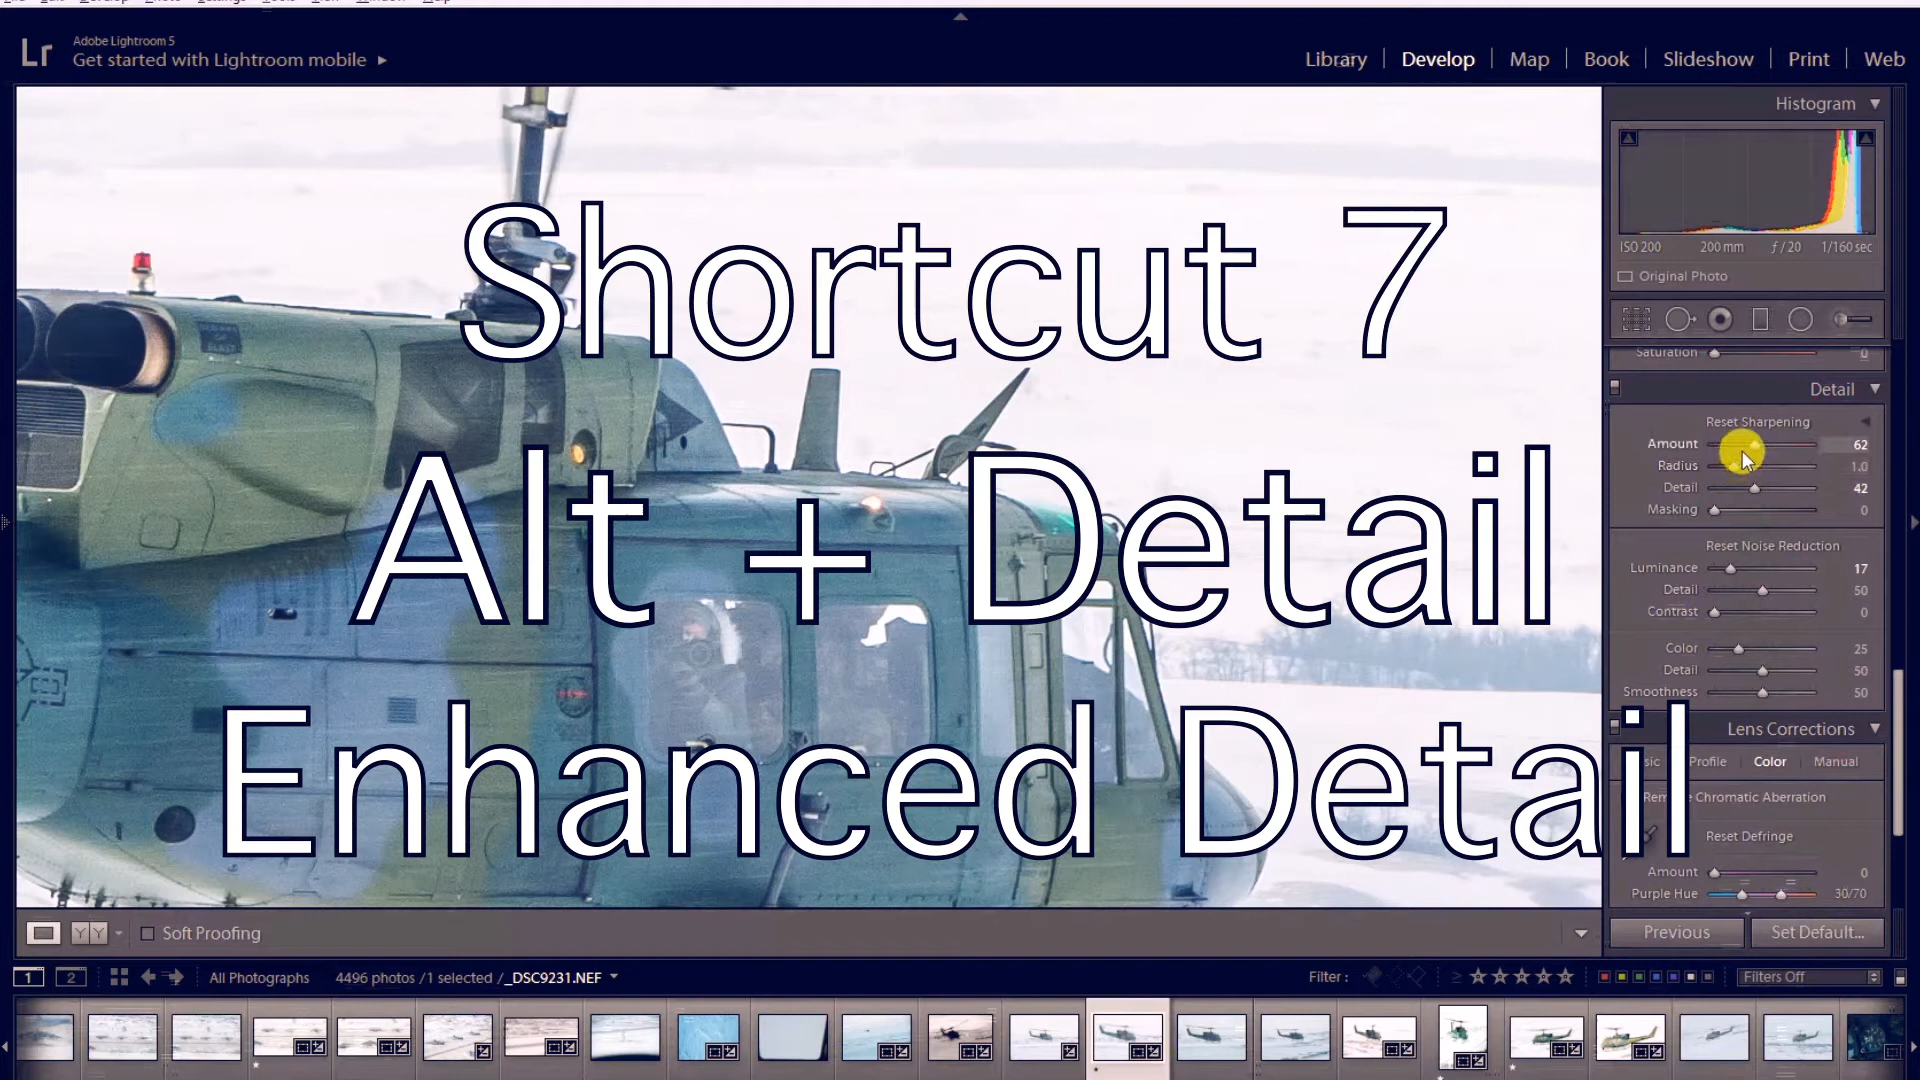 Adobe Lightroom 5
Get started with Lightroom mobile
Library
Develop
Map
Book
Slideshow
Print
Web
Histogram
ISO 200 200 mm f / 20 1/160 sec
Original Photo
Saturation 0
Detail
Reset Sharpening
Amount 62
Radius 1.0
Detail 42
Masking 0
Reset Noise Reduction
Luminance 17
Detail 50
Contrast 0
Color 25
Detail 50
Smoothness 50
Lens Corrections
Profile Color Manual
Chromatic Aberration
Reset Defringe
Amount 0
Purple Hue 30/70
Previous Set Default...
Shortcut 7
Alt + Detail
Enhanced Detail
Y Y Soft Proofing
1 2 All Photographs 4496 photos /1 selected /_DSC9231.NEF Filter : ≥ Filters Off